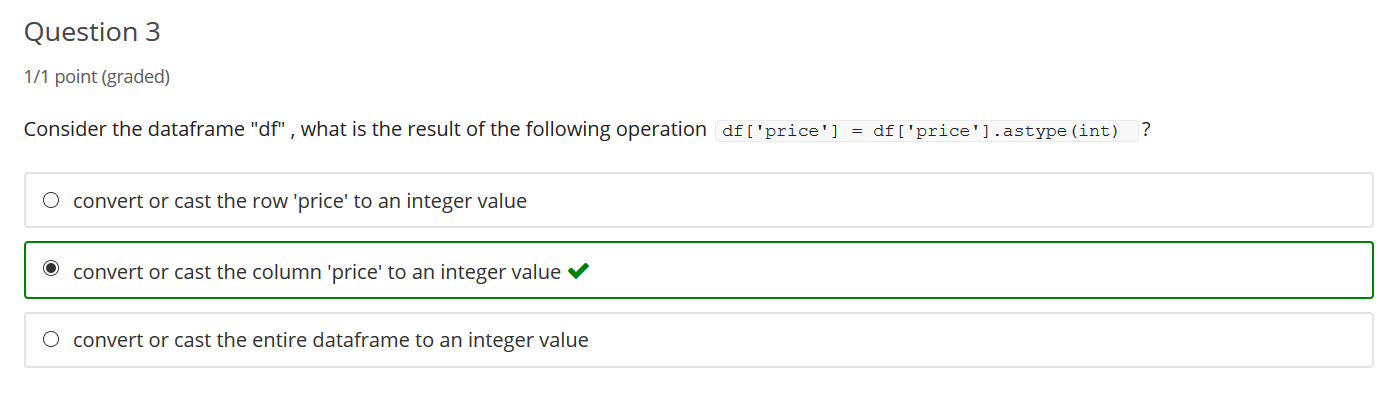 Question 3
1/1 point (graded)
Consider the dataframe "df" , what is the result of the following operation df['price'] = df['price'].astype(int) ?
convert or cast the row 'price' to an integer value
convert or cast the column 'price' to an integer value
convert or cast the entire dataframe to an integer value